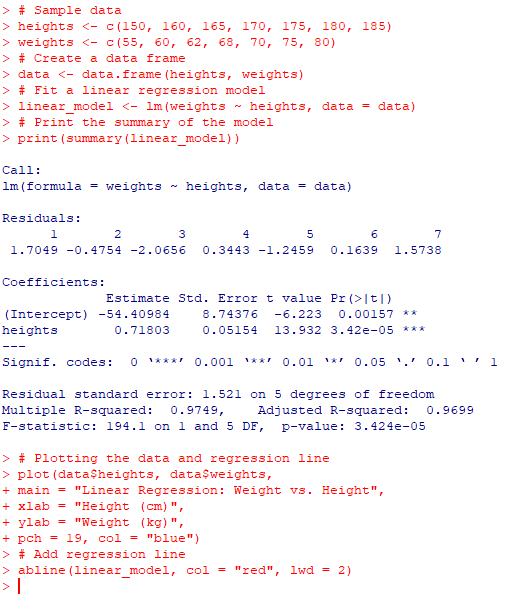 > # Sample data
> heights <- c(150, 160, 165, 170, 175, 180, 185)
> weights <- c(55, 60, 62, 68, 70, 75, 80)
> # Create a data frame
> data <- data.frame(heights, weights)
> # Fit a linear regression model
> linear_model <- lm(weights ~ heights, data = data)
> # Print the summary of the model
> print(summary(linear_model))

Call:
lm(formula = weights ~ heights, data = data)

Residuals:
      1       2       3       4       5       6       7
 1.7049 -0.4754 -2.0656  0.3443 -1.2459  0.1639  1.5738

Coefficients:
             Estimate Std. Error t value Pr(>|t|)
(Intercept) -54.40984    8.74376  -6.223  0.00157 **
heights       0.71803    0.05154  13.932 3.42e-05 ***
---
Signif. codes:  0 ‘***’ 0.001 ‘**’ 0.01 ‘*’ 0.05 ‘.’ 0.1 ‘ ’ 1

Residual standard error: 1.521 on 5 degrees of freedom
Multiple R-squared:  0.9749,    Adjusted R-squared:  0.9699
F-statistic: 194.1 on 1 and 5 DF,  p-value: 3.424e-05

> # Plotting the data and regression line
> plot(data$heights, data$weights,
+ main = "Linear Regression: Weight vs. Height",
+ xlab = "Height (cm)",
+ ylab = "Weight (kg)",
+ pch = 19, col = "blue")
> # Add regression line
> abline(linear_model, col = "red", lwd = 2)
>